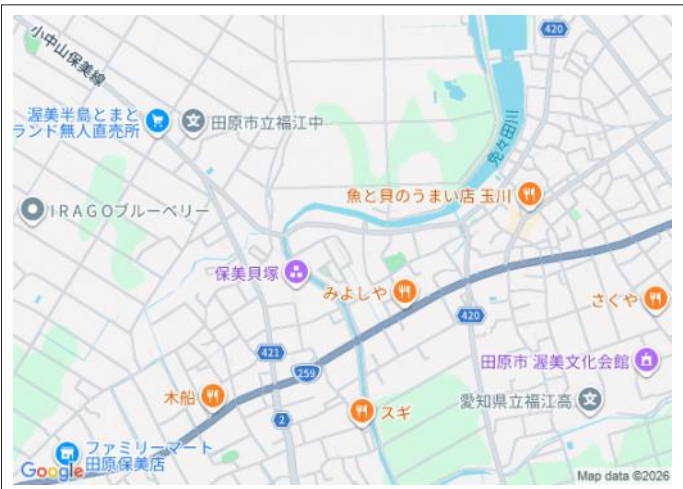 420
小中山保美線
渥美半島とまと
ランド無人直売所
田原市立福江中
免々田川
魚と貝のうまい店 玉川
IRAGOブルーベリー
保美貝塚
みよしや
さくや
420
421
259
田原市 渥美文化会館
木船
2
スギ
愛知県立福江高
ファミリーマート
田原保美店
Google
Map data ©2026